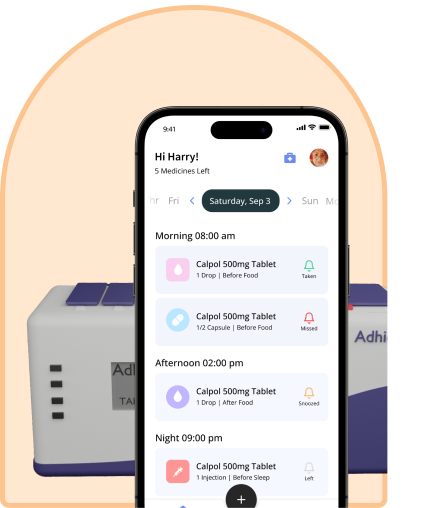 9:41
Hi Harry!
5 Medicines Left
hr Fri < Saturday, Sep 3 > Sun Mo
Morning 08:00 am
Calpol 500mg Tablet
1 Drop | Before Food
Taken
Calpol 500mg Tablet
1/2 Capsule | Before Food
Missed
Adhi
Adl
TAI
Afternoon 02:00 pm
Calpol 500mg Tablet
1 Drop | After Food
Snoozed
Night 09:00 pm
Calpol 500mg Tablet
1 Injection | Before Sleep
Left
+